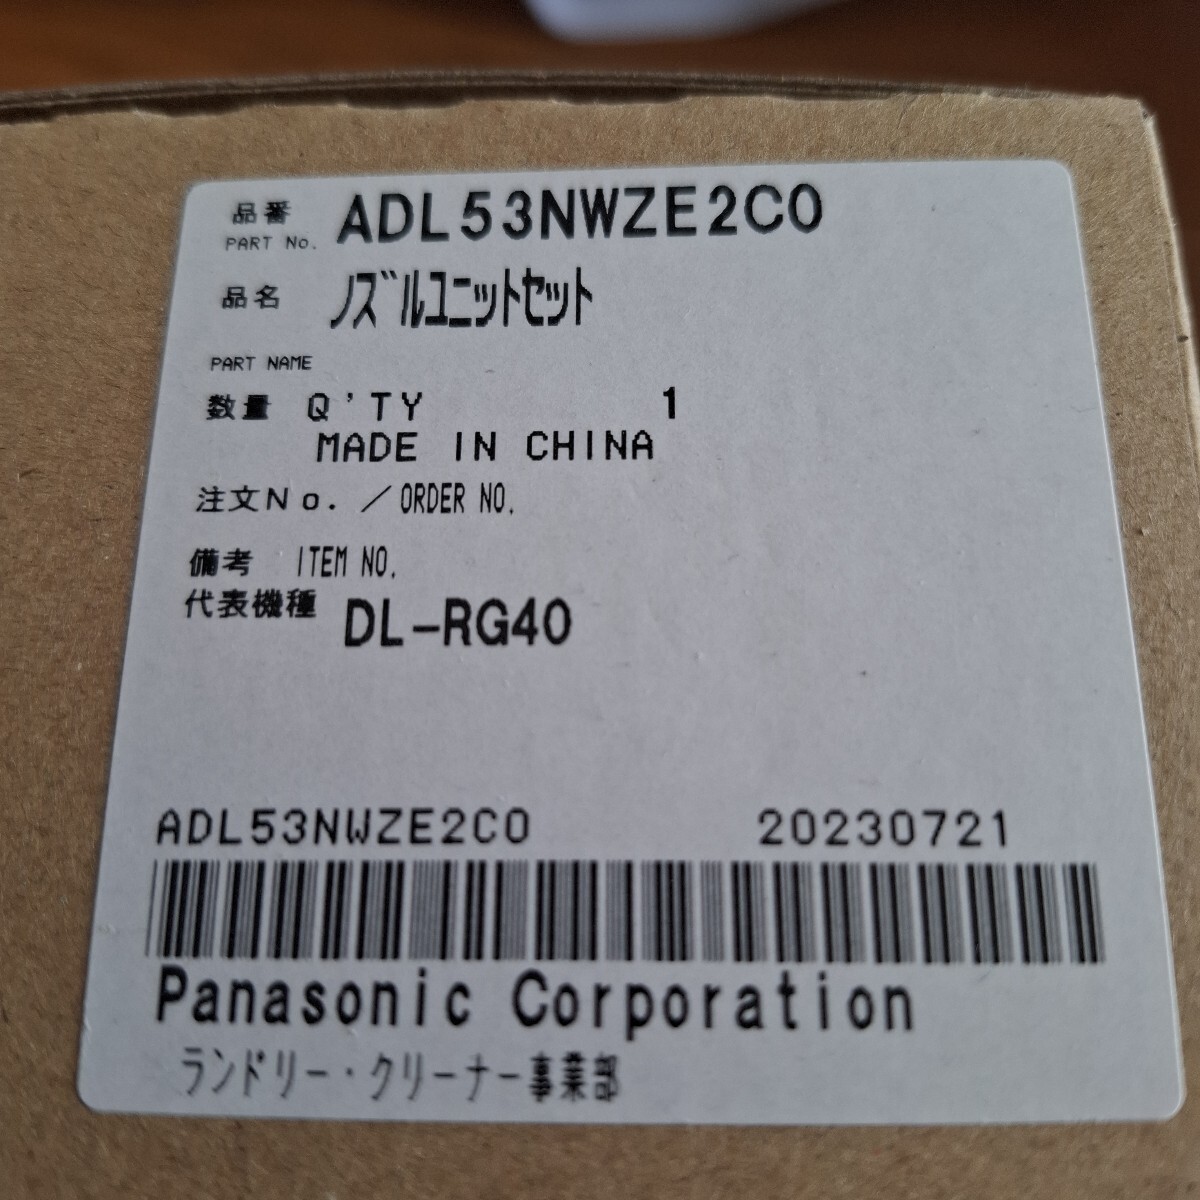 品番 ADL53NWZE2C0
PART No.
品名 ノズルユニットセット
PART NAME
数量 Q'TY 1
MADE IN CHINA
注文No./ORDER NO.
備考 ITEM NO.
代表機種 DL-RG40
ADL53NWZE2C0 20230721
Panasonic Corporation
ランドリー・クリーナー事業部